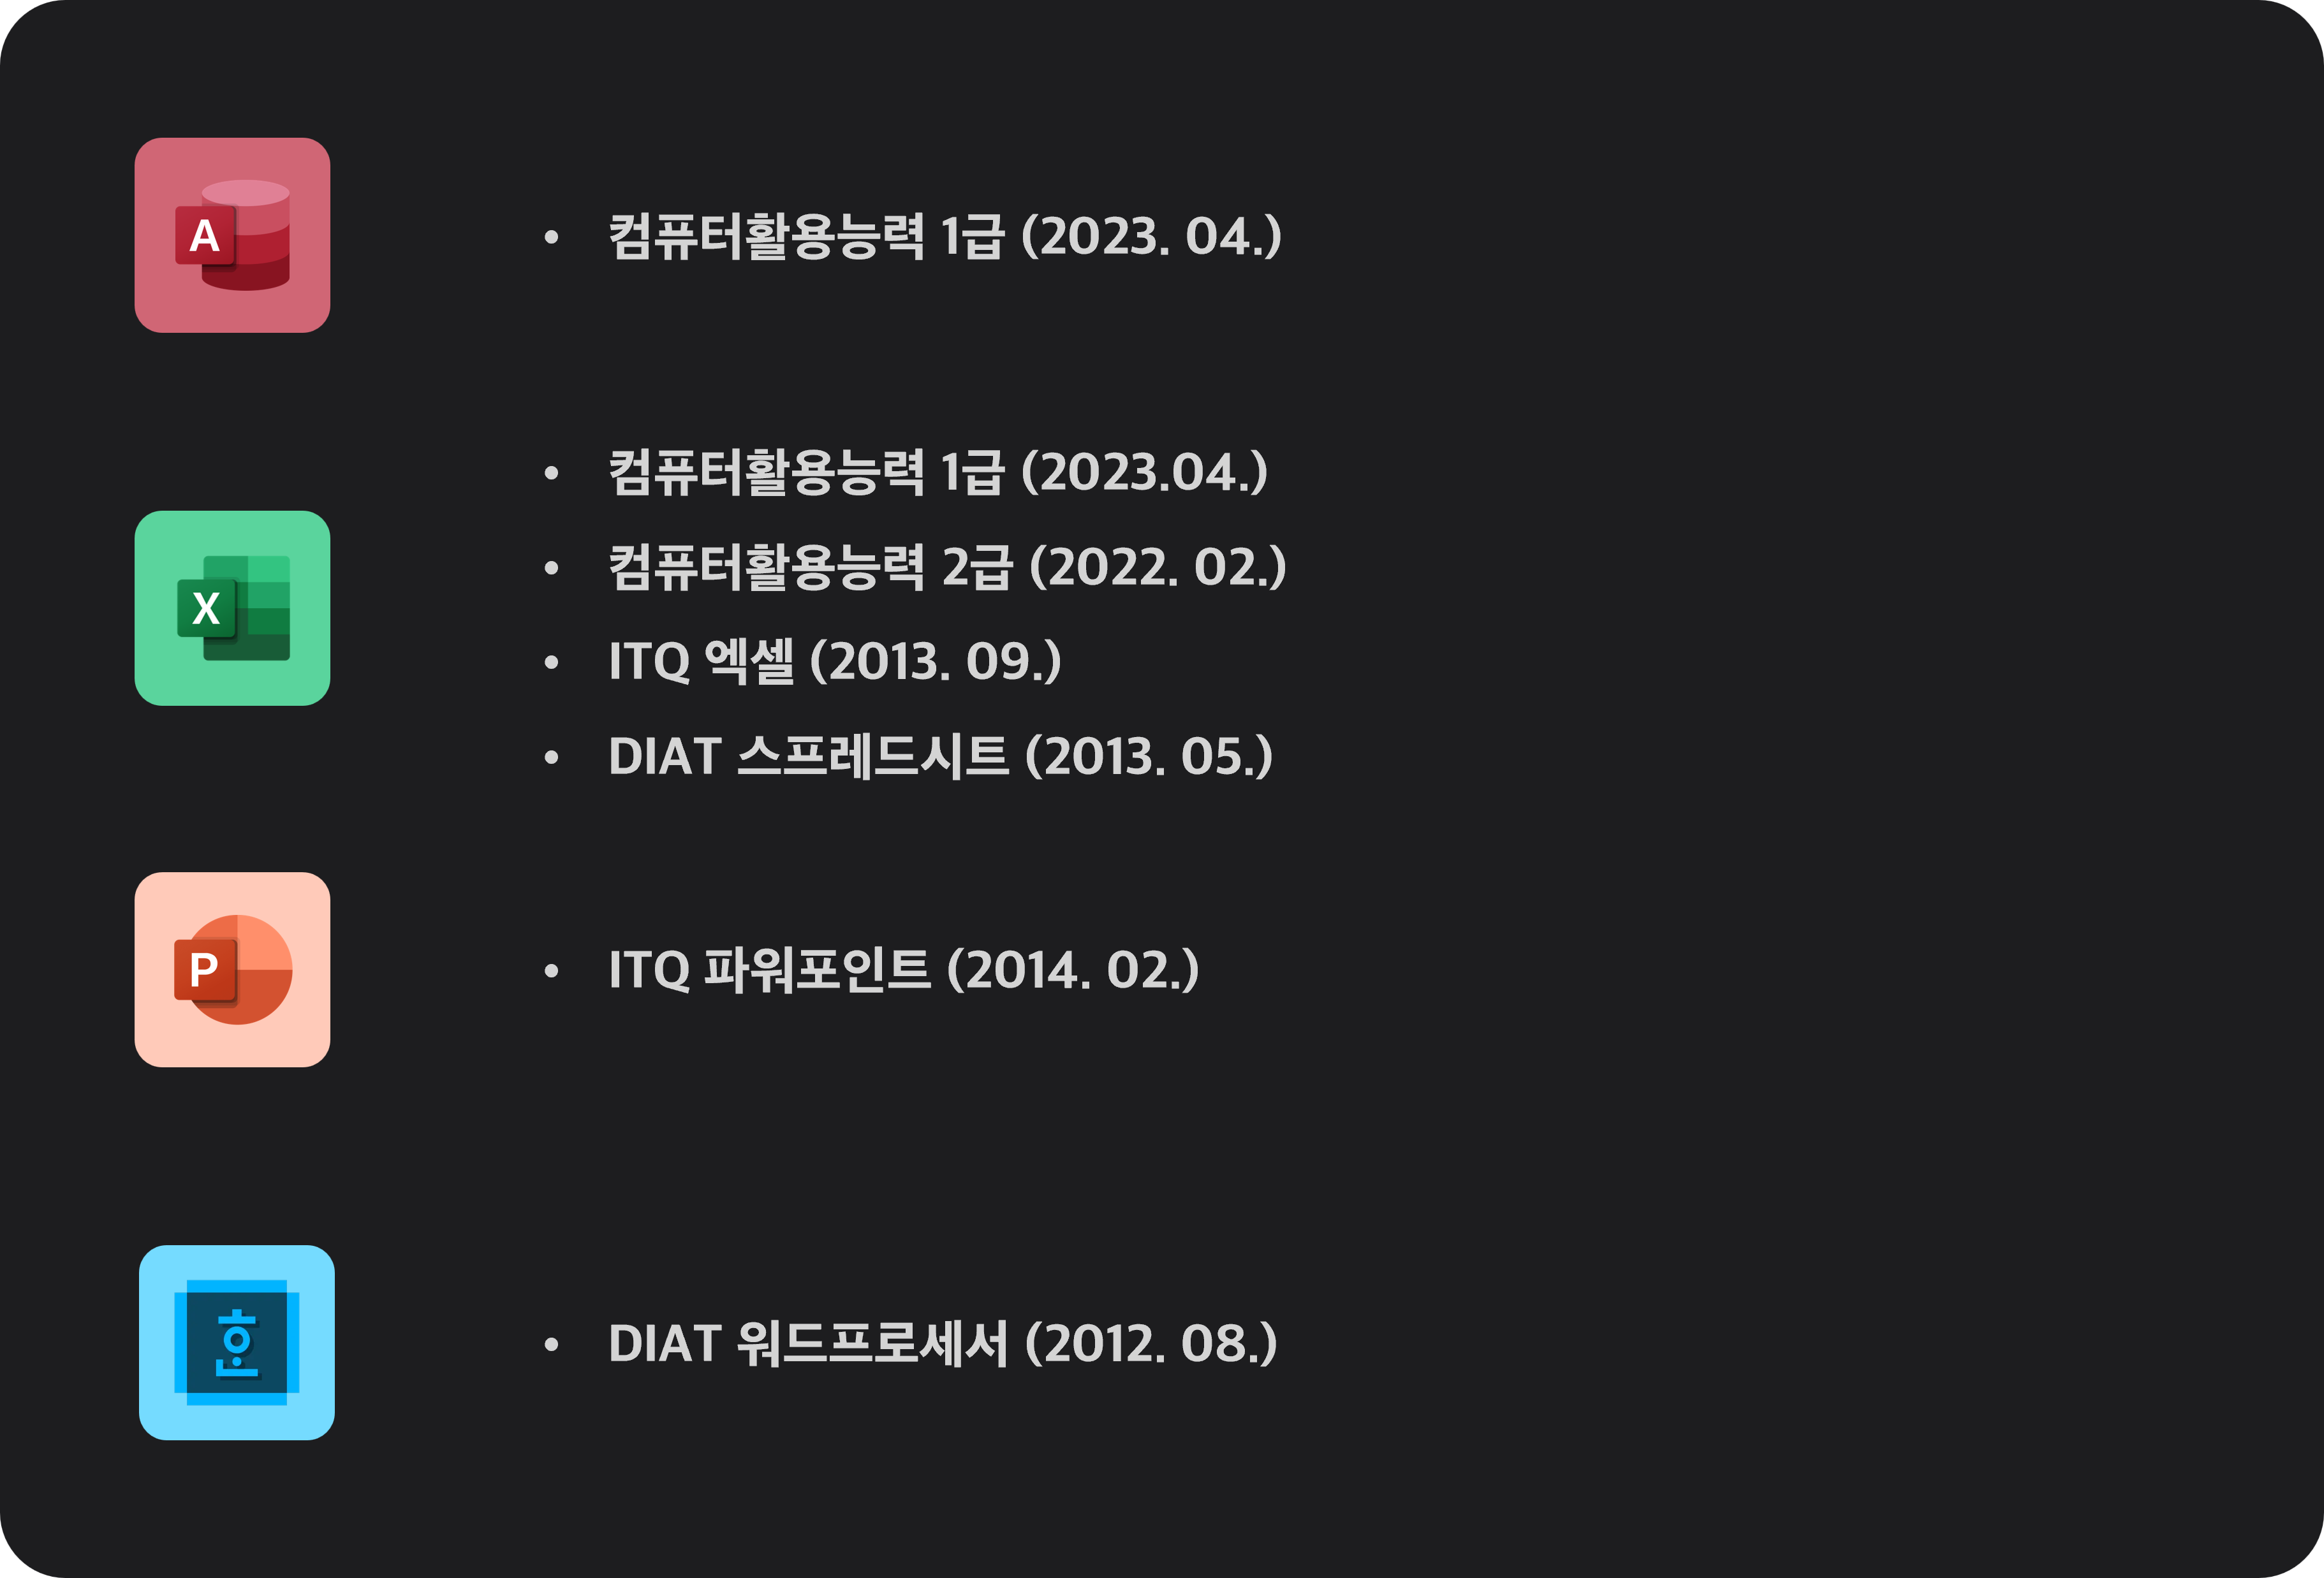 A
• 컴퓨터활용능력 1급 (2023. 04.)
• 컴퓨터활용능력 1급 (2023.04.)
X
• 컴퓨터활용능력 2급 (2022. 02.)
• ITQ 엑셀 (2013. 09.)
• DIAT 스프레드시트 (2013. 05.)
P
• ITQ 파워포인트 (2014. 02.)
한
• DIAT 워드프로세서 (2012. 08.)